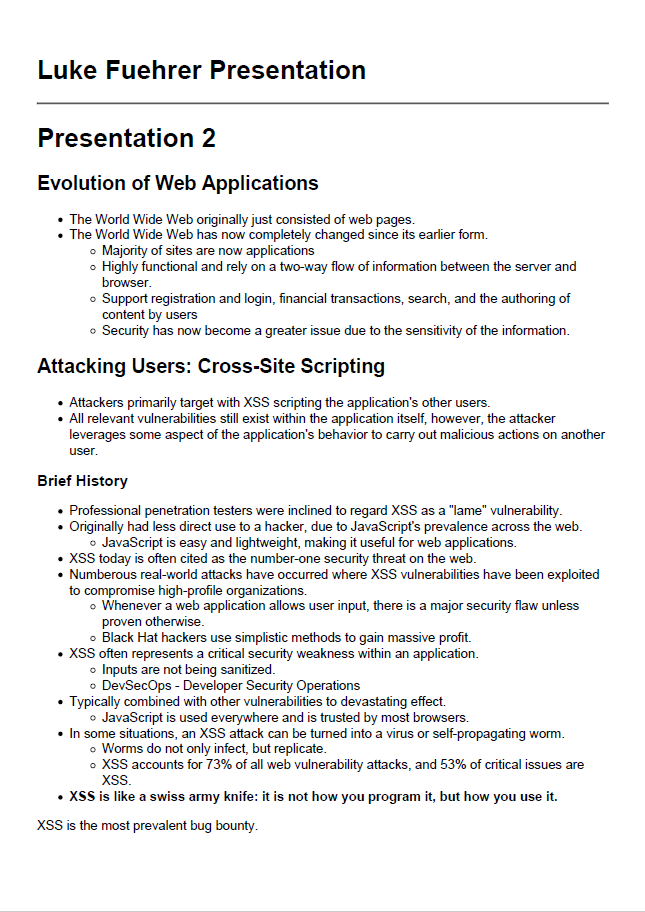 Luke Fuehrer Presentation
Presentation 2
Evolution of Web Applications
• The World Wide Web originally just consisted of web pages.
• The World Wide Web has now completely changed since its earlier form.
◦ Majority of sites are now applications
◦ Highly functional and rely on a two-way flow of information between the server and
browser.
◦ Support registration and login, financial transactions, search, and the authoring of
content by users
◦ Security has now become a greater issue due to the sensitivity of the information.
Attacking Users: Cross-Site Scripting
• Attackers primarily target with XSS scripting the application's other users.
• All relevant vulnerabilities still exist within the application itself, however, the attacker
leverages some aspect of the application's behavior to carry out malicious actions on another
user.
Brief History
• Professional penetration testers were inclined to regard XSS as a "lame" vulnerability.
• Originally had less direct use to a hacker, due to JavaScript's prevalence across the web.
◦ JavaScript is easy and lightweight, making it useful for web applications.
• XSS today is often cited as the number-one security threat on the web.
• Numberous real-world attacks have occurred where XSS vulnerabilities have been exploited
to compromise high-profile organizations.
◦ Whenever a web application allows user input, there is a major security flaw unless
proven otherwise.
◦ Black Hat hackers use simplistic methods to gain massive profit.
• XSS often represents a critical security weakness within an application.
◦ Inputs are not being sanitized.
◦ DevSecOps - Developer Security Operations
• Typically combined with other vulnerabilities to devastating effect.
◦ JavaScript is used everywhere and is trusted by most browsers.
• In some situations, an XSS attack can be turned into a virus or self-propagating worm.
◦ Worms do not only infect, but replicate.
◦ XSS accounts for 73% of all web vulnerability attacks, and 53% of critical issues are
XSS.
• XSS is like a swiss army knife: it is not how you program it, but how you use it.
XSS is the most prevalent bug bounty.